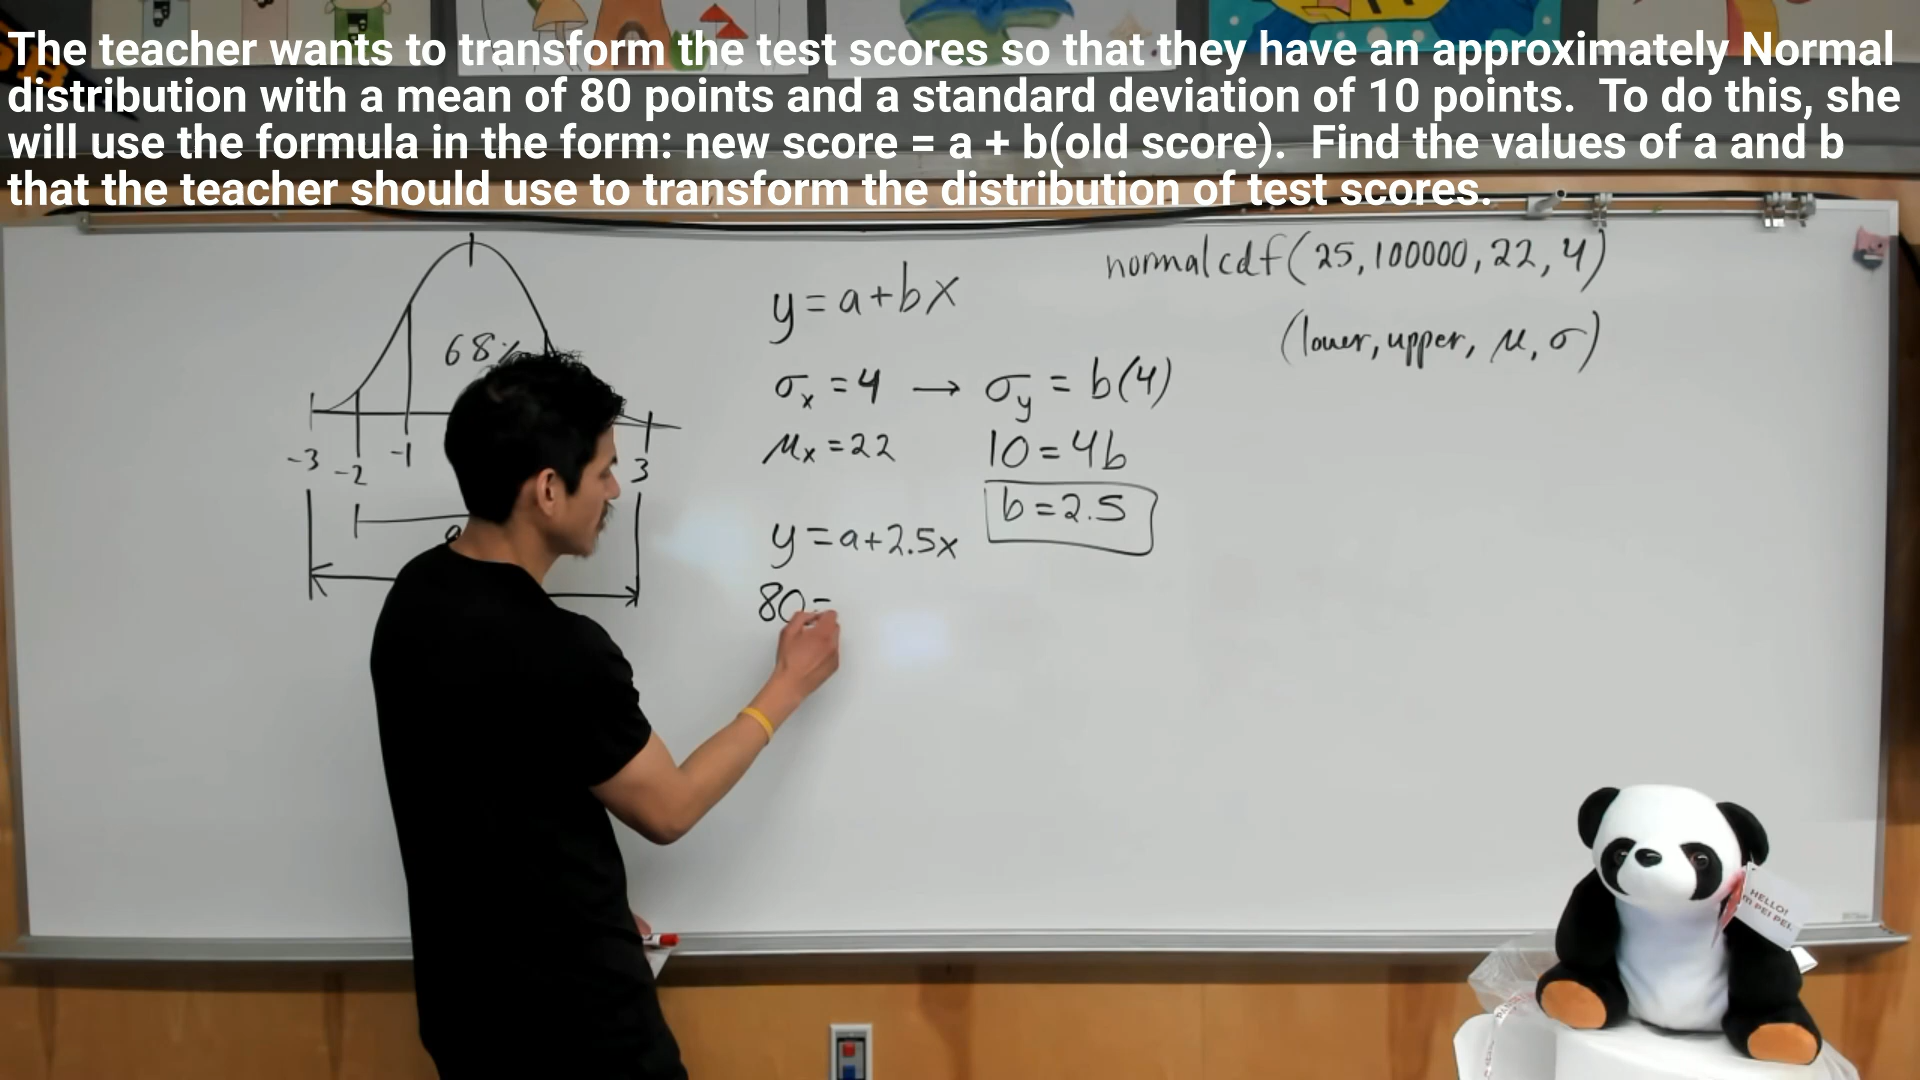 The teacher wants to transform the test scores so that they have an approximately Normal
distribution with a mean of 80 points and a standard deviation of 10 points. To do this, she
will use the formula in the form: new score = a + b(old score). Find the values of a and b
that the teacher should use to transform the distribution of test scores.
68%
-3 -2 -1 3
y = a + bx
σx = 4 → σy = b(4)
μx = 22 10 = 4b
b = 2.5
y = a + 2.5x
80 =
normalcdf(25,100000,22,4)
(lower, upper, μ, σ)
HELLO!
PEI PEI.